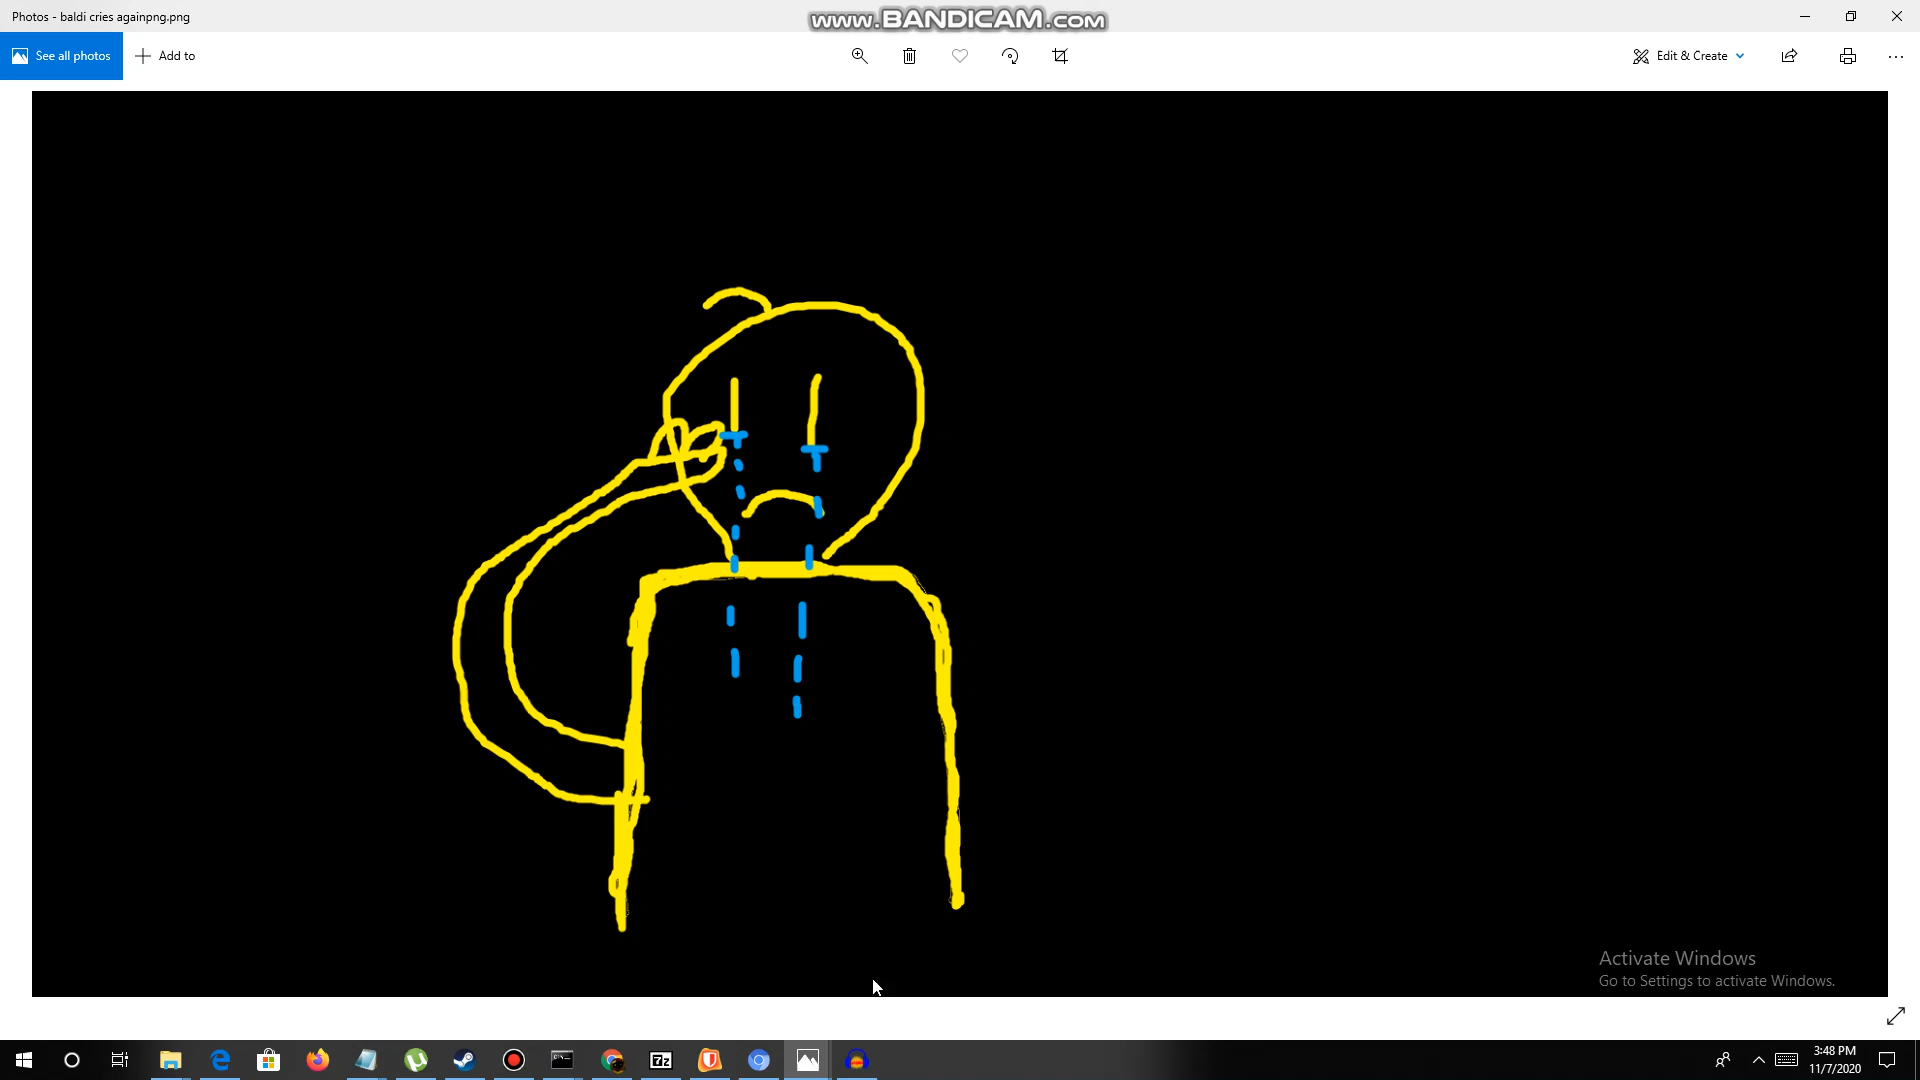 Photos - baldi cries againpng.png
www.BANDICAM.com
See all photos
Add to
Edit & Create
Activate Windows
Go to Settings to activate Windows.
7z
3:48 PM
11/7/2020